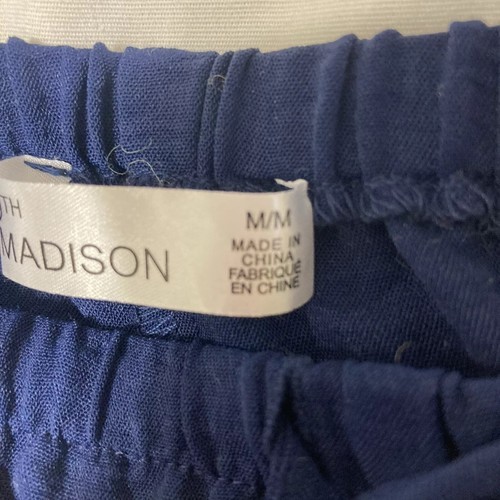 TH
MADISON
M/M
MADE IN
CHINA
FABRIQUÉ
EN CHINE